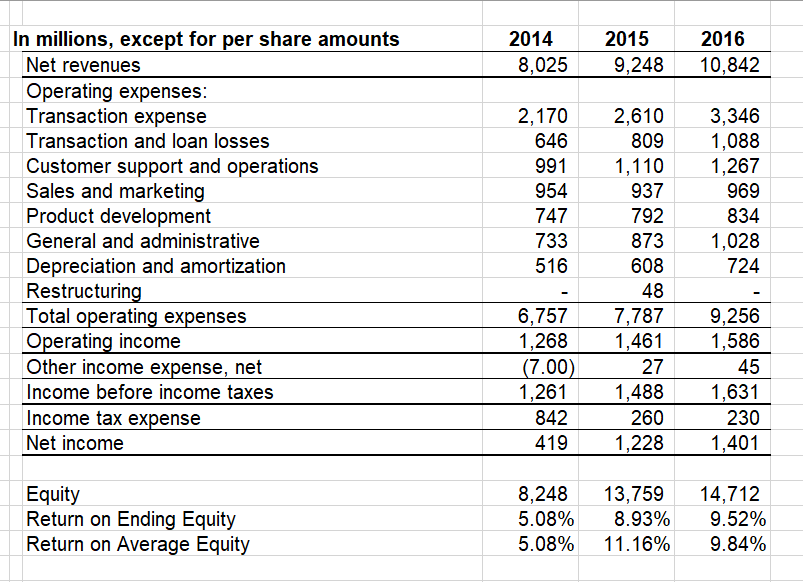 In millions, except for per share amounts 2014 2015 2016
Net revenues 8,025 9,248 10,842
Operating expenses:
Transaction expense 2,170 2,610 3,346
Transaction and loan losses 646 809 1,088
Customer support and operations 991 1,110 1,267
Sales and marketing 954 937 969
Product development 747 792 834
General and administrative 733 873 1,028
Depreciation and amortization 516 608 724
Restructuring - 48 -
Total operating expenses 6,757 7,787 9,256
Operating income 1,268 1,461 1,586
Other income expense, net (7.00) 27 45
Income before income taxes 1,261 1,488 1,631
Income tax expense 842 260 230
Net income 419 1,228 1,401
Equity 8,248 13,759 14,712
Return on Ending Equity 5.08% 8.93% 9.52%
Return on Average Equity 5.08% 11.16% 9.84%